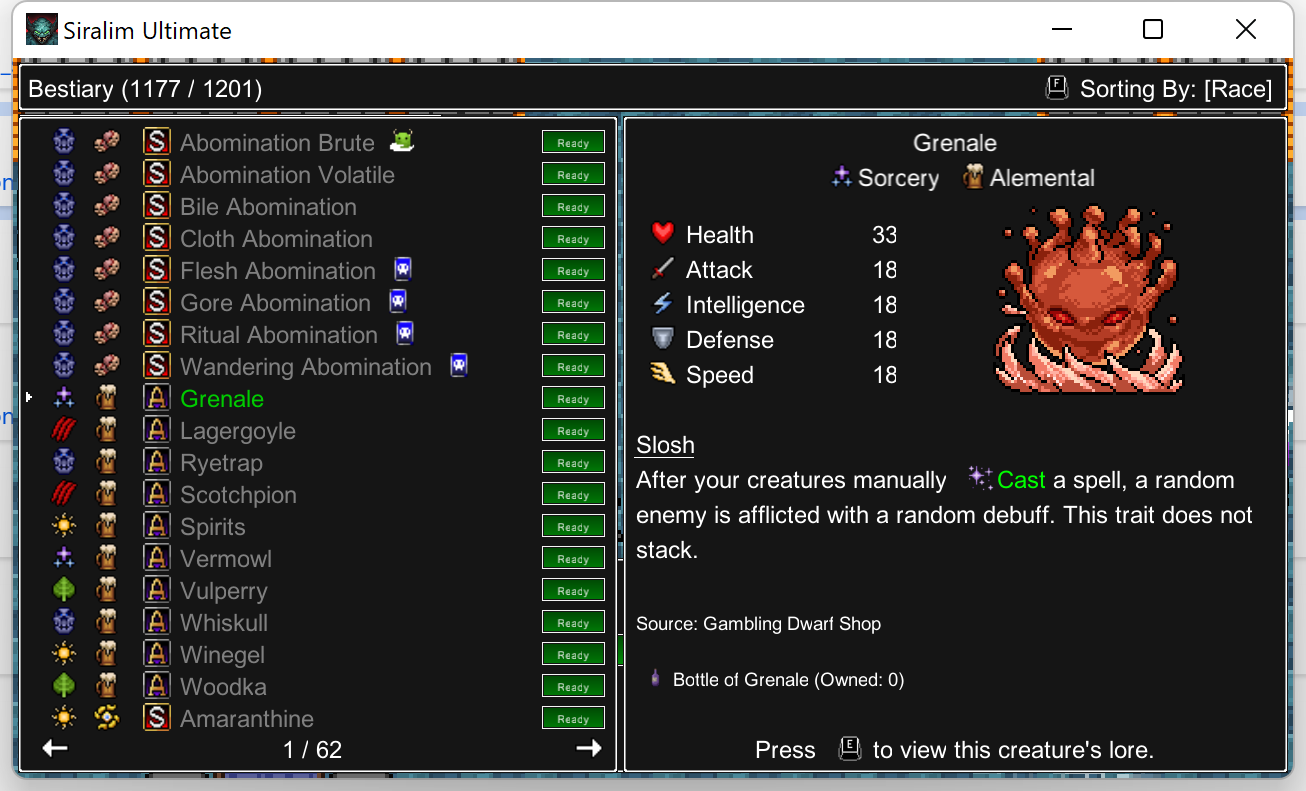 Siralim Ultimate
Bestiary (1177 / 1201)
F Sorting By: [Race]
S Abomination Brute Ready
S Abomination Volatile Ready
S Bile Abomination Ready
S Cloth Abomination Ready
S Flesh Abomination Ready
S Gore Abomination Ready
S Ritual Abomination Ready
S Wandering Abomination Ready
A Grenale Ready
A Lagergoyle Ready
A Ryetrap Ready
A Scotchpion Ready
A Spirits Ready
A Vermowl Ready
A Vulperry Ready
A Whiskull Ready
A Winegel Ready
A Woodka Ready
S Amaranthine Ready
1 / 62
Grenale
Sorcery Alemental
Health 33
Attack 18
Intelligence 18
Defense 18
Speed 18
Slosh
After your creatures manually Cast a spell, a random
enemy is afflicted with a random debuff. This trait does not
stack.
Source: Gambling Dwarf Shop
Bottle of Grenale (Owned: 0)
Press E to view this creature's lore.